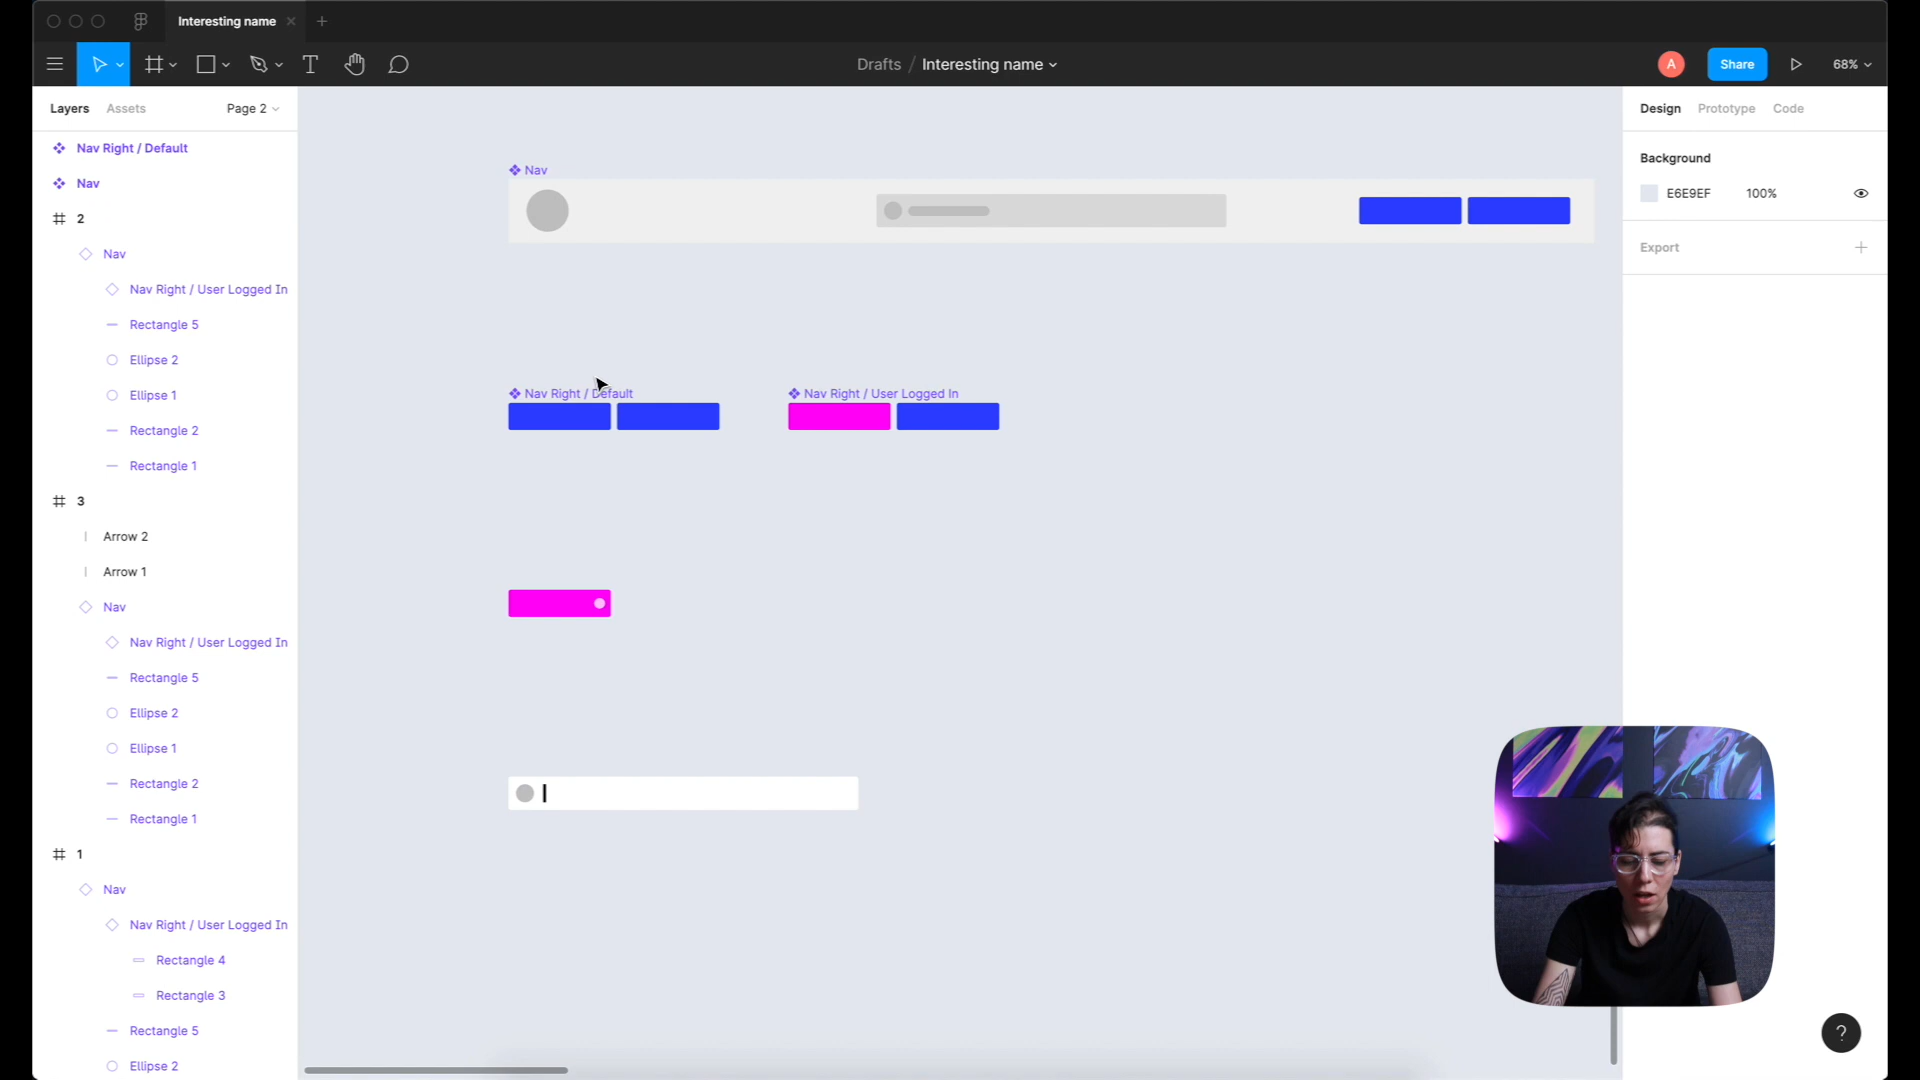 Interesting name
Drafts / Interesting name
A
Share
68%
Layers
Assets
Page 2
Nav Right / Default
Nav
2
Nav
Nav Right / User Logged In
Rectangle 5
Ellipse 2
Ellipse 1
Rectangle 2
Rectangle 1
3
Arrow 2
Arrow 1
Nav
Nav Right / User Logged In
Rectangle 5
Ellipse 2
Ellipse 1
Rectangle 2
Rectangle 1
1
Nav
Nav Right / User Logged In
Rectangle 4
Rectangle 3
Rectangle 5
Ellipse 2
Nav
Nav Right / Default
Nav Right / User Logged In
Design
Prototype
Code
Background
E6E9EF
100%
Export
?